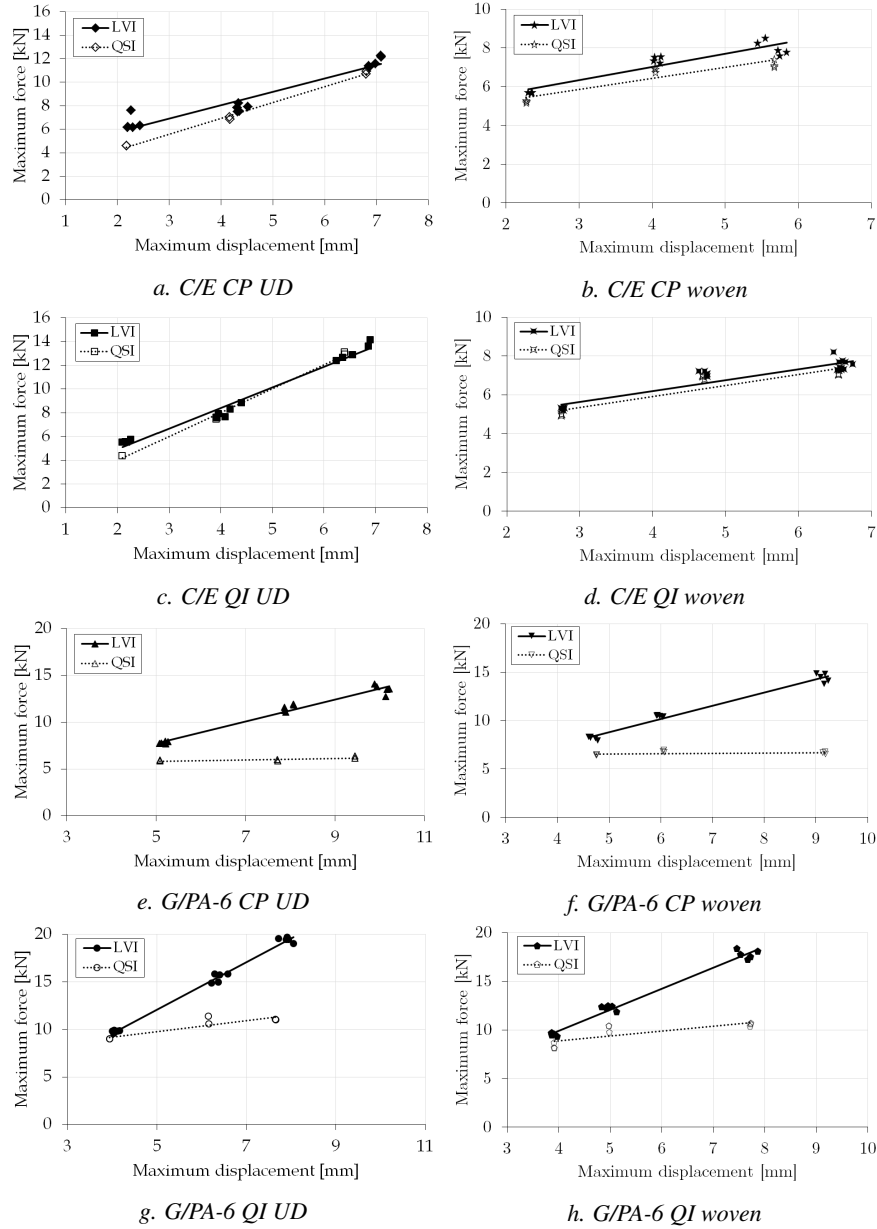 Maximum force [kN]
16
14
12
10
8
6
4
2
0
LVI
QSI
1 2 3 4 5 6 7 8
Maximum displacement [mm]
a. C/E CP UD
Maximum force [kN]
10
8
6
4
2
0
LVI
QSI
2 3 4 5 6 7
Maximum displacement [mm]
b. C/E CP woven
Maximum force [kN]
16
14
12
10
8
6
4
2
0
LVI
QSI
1 2 3 4 5 6 7 8
Maximum displacement [mm]
c. C/E QI UD
Maximum force [kN]
10
8
6
4
2
0
LVI
QSI
2 3 4 5 6 7
Maximum displacement [mm]
d. C/E QI woven
Maximum force [kN]
20
15
10
5
0
LVI
QSI
3 5 7 9 11
Maximum displacement [mm]
e. G/PA-6 CP UD
Maximum force [kN]
20
15
10
5
0
LVI
QSI
3 4 5 6 7 8 9 10
Maximum displacement [mm]
f. G/PA-6 CP woven
Maximum force [kN]
20
15
10
5
0
LVI
QSI
3 5 7 9 11
Maximum displacement [mm]
g. G/PA-6 QI UD
Maximum force [kN]
20
15
10
5
0
LVI
QSI
3 4 5 6 7 8 9 10
Maximum displacement [mm]
h. G/PA-6 QI woven